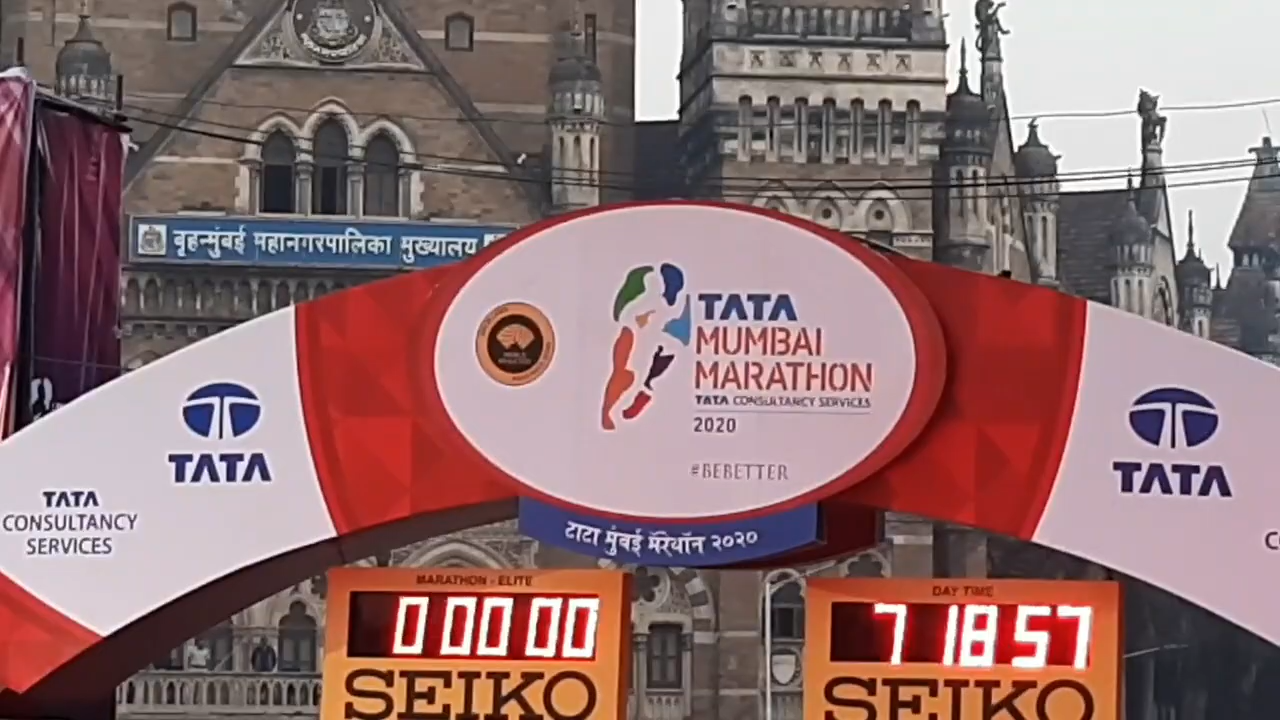 बृहन्मुंबई महानगरपालिका मुख्यालय
TATA
MUMBAI
MARATHON
TATA CONSULTANCY SERVICES
2020
#BEBETTER
TATA
TATA
CONSULTANCY
SERVICES
TATA
टाटा मुंबई मॅरेथॉन २०२०
MARATHON - ELITE
0 00 00
SEIKO
DAY TIME
7 18 57
SEIKO